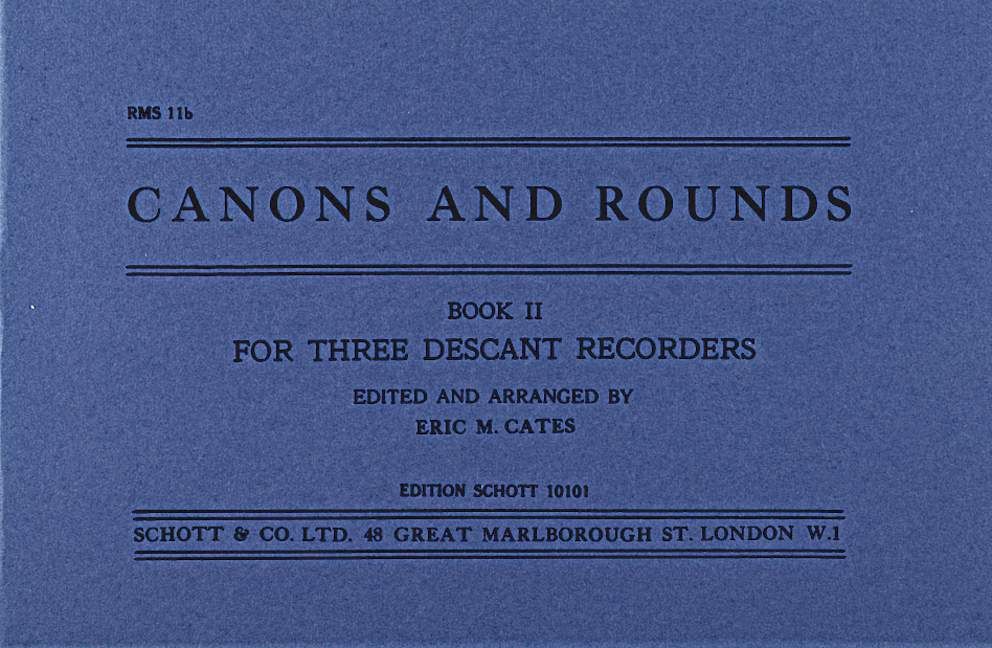 RMS 11b
CANONS AND ROUNDS
BOOK II
FOR THREE DESCANT RECORDERS
EDITED AND ARRANGED BY
ERIC M. CATES
EDITION SCHOTT 10101
SCHOTT & CO. LTD. 48 GREAT MARLBOROUGH ST. LONDON W.1